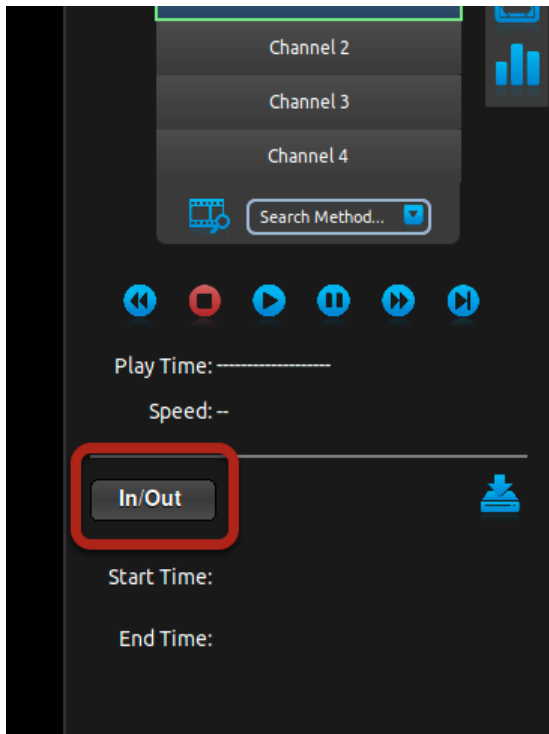 Channel 2
Channel 3
Channel 4
Search Method...
Play Time: -------------------
Speed: --
In/Out
Start Time:
End Time: